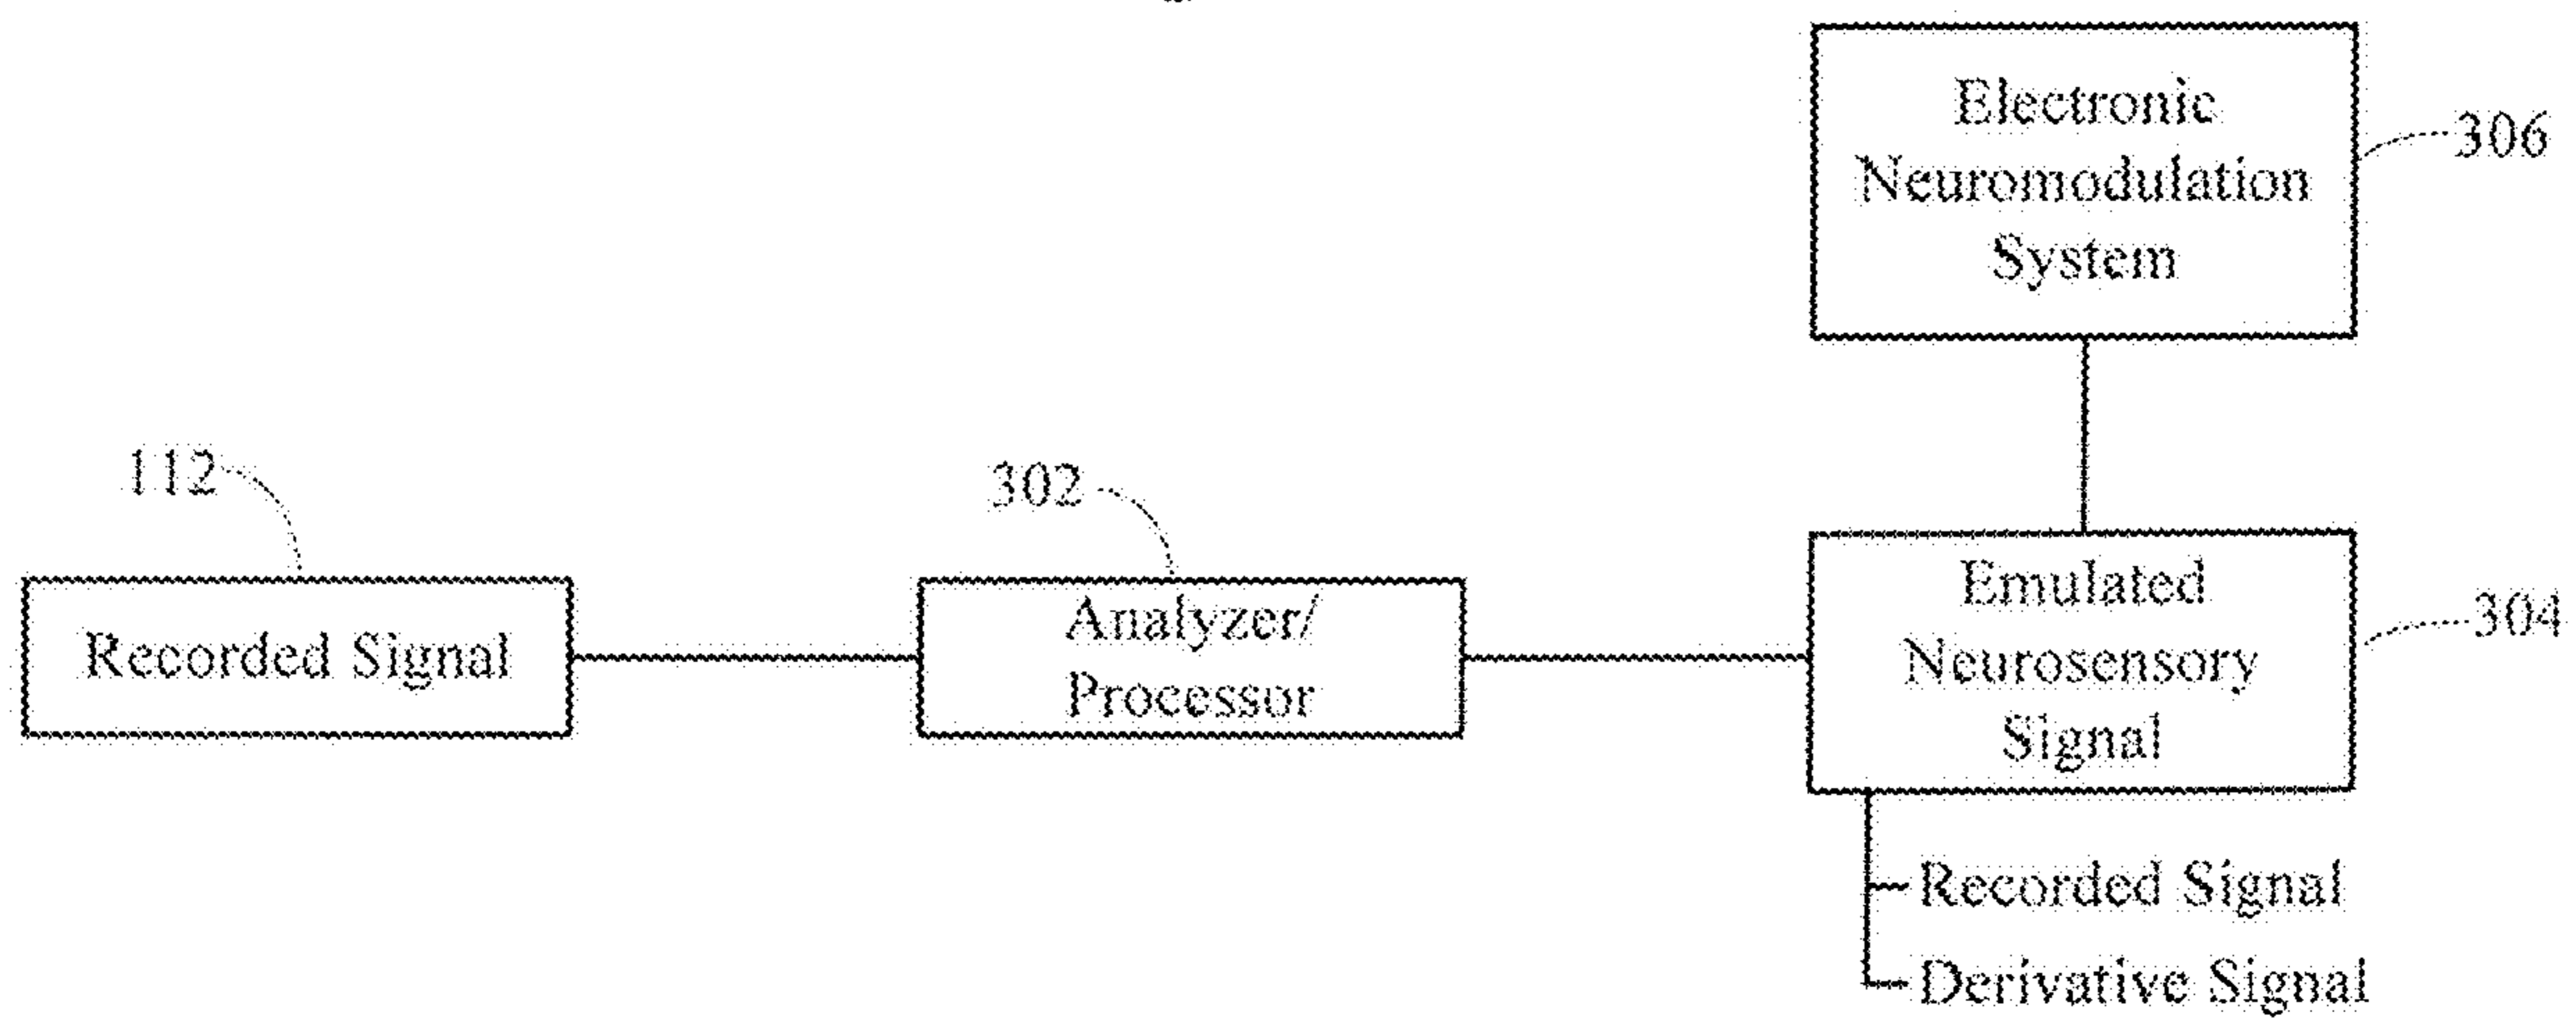 Electronic
Neuromodulation
System
306
112
Recorded Signal
302
Analyzer/
Processor
Emulated
Neurosensory
Signal
304
Recorded Signal
Derivative Signal